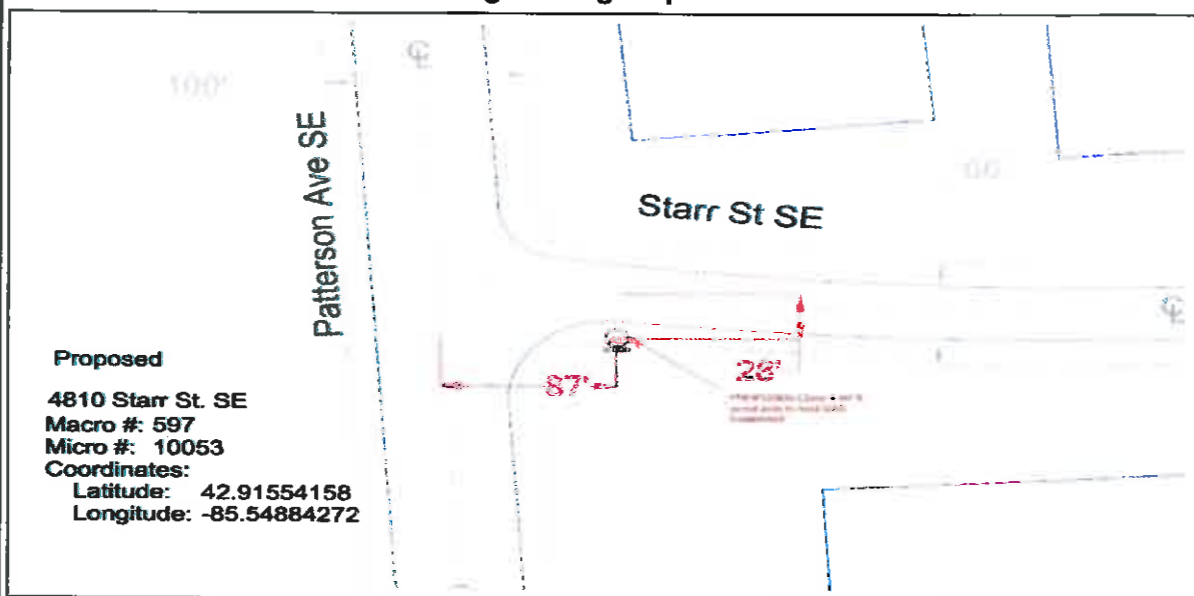 100'
℄
Patterson Ave SE
Starr St SE
℄
87'
28'
Proposed
4810 Starr St. SE
Macro #: 597
Micro #: 10053
Coordinates:
Latitude: 42.91554158
Longitude: -85.54884272